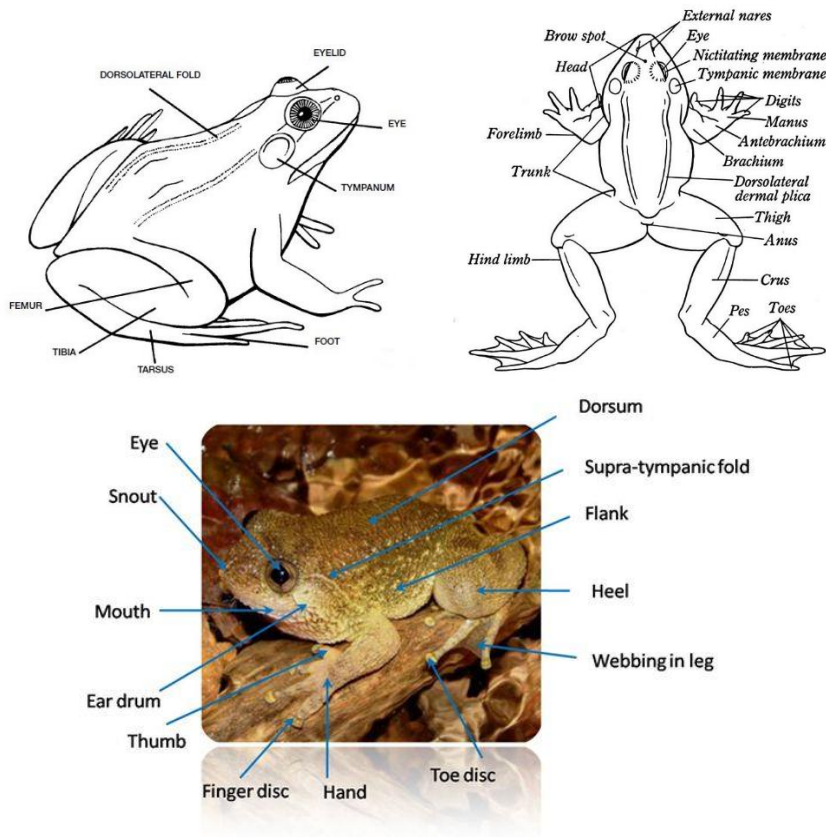 EYELID
DORSOLATERAL FOLD
EYE
TYMPANUM
FEMUR
TIBIA
TARSUS
FOOT
External nares
Brow spot
Eye
Nictitating membrane
Head
Tympanic membrane
Digits
Manus
Forelimb
Antebrachium
Brachium
Trunk
Dorsolateral
dermal plica
Thigh
Anus
Hind limb
Crus
Pes
Toes
Dorsum
Eye
Supra-tympanic fold
Snout
Flank
Mouth
Heel
Webbing in leg
Ear drum
Thumb
Toe disc
Finger disc
Hand